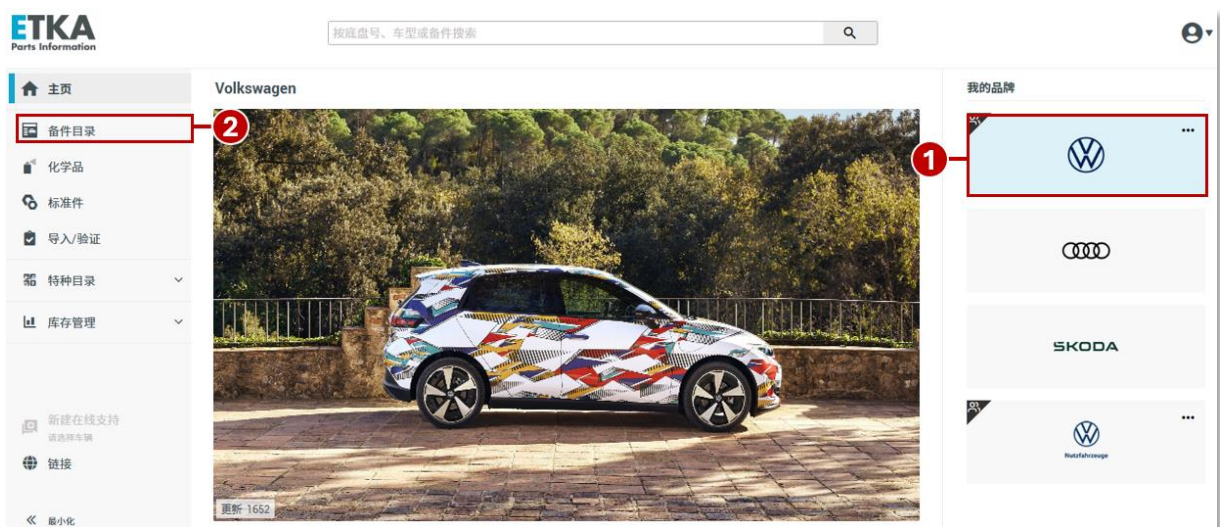 ETKA
Parts Information
按底盘号、车型或备件搜索
主页
备件目录
化学品
标准件
导入/验证
特种目录
库存管理
新建在线支持
请选择车辆
链接
最小化
Volkswagen
2
更新 1652
我的品牌
1
SKODA
Nutzfahrzeuge